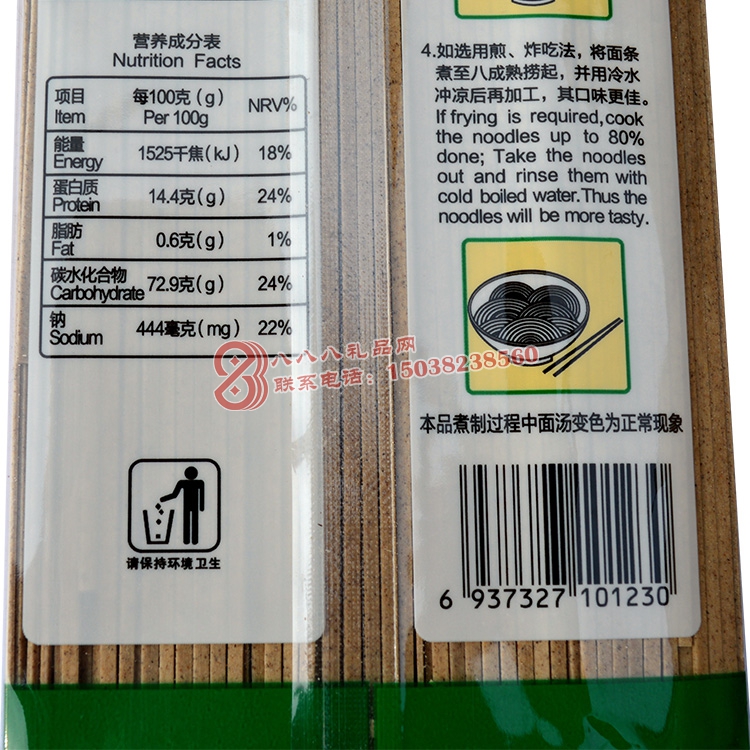 营养成分表
Nutrition Facts
项目 每100克(g) NRV%
Item Per 100g
能量 1525千焦(kJ) 18%
Energy
蛋白质 14.4克(g) 24%
Protein
脂肪 0.6克(g) 1%
Fat
碳水化合物 72.9克(g) 24%
Carbohydrate
钠 444毫克(mg) 22%
Sodium
八八八礼品网
联系电话:15038238560
请保持环境卫生
4.如选用煎、炸吃法,将面条
煮至八成熟捞起,并用冷水
冲凉后再加工,其口味更佳。
If frying is required,cook
the noodles up to 80%
done; Take the noodles
out and rinse them with
cold boiled water.Thus the
noodles will be more tasty.
本品煮制过程中面汤变色为正常现象
6 937327 101230